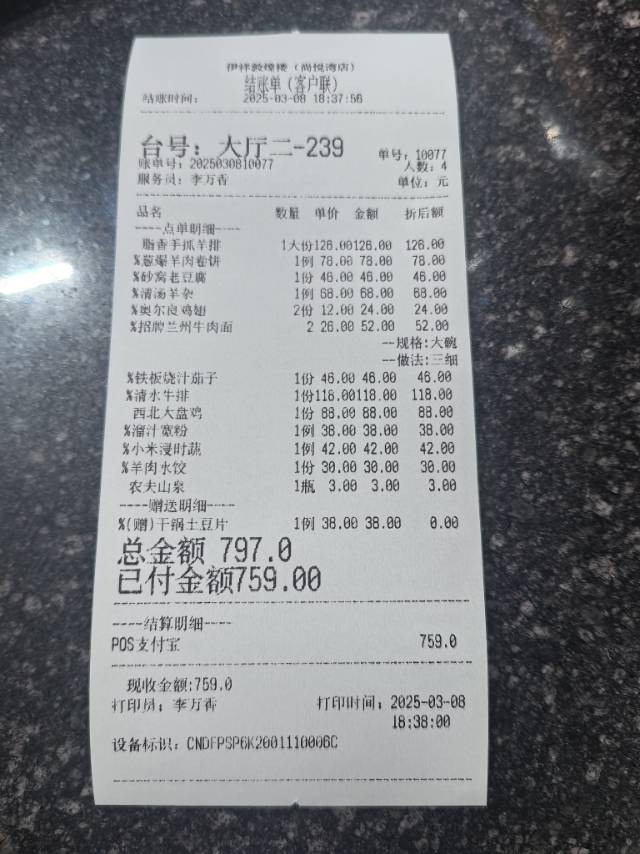 伊祥敦煌楼（尚悦湾店）
结账单（客户联）
结账时间： 2025-03-08 18:37:56
台号：大厅二-239
单号：10077
账单号：2025030810077
人数：4
服务员：李万香 单位：元
品名 数量 单价 金额 折后额
----点单明细----
脂香手抓羊排 1大份126.00126.00 126.00
%葱爆羊肉卷饼 1例 78.00 78.00 78.00
%砂窝老豆腐 1份 46.00 46.00 46.00
%清汤羊杂 1例 68.00 68.00 68.00
%奥尔良鸡翅 2份 12.00 24.00 24.00
%招牌兰州牛肉面 2 26.00 52.00 52.00
--规格:大碗
--做法:三细
%铁板烧汁茄子 1份 46.00 46.00 46.00
%清水牛排 1份118.00118.00 118.00
西北大盘鸡 1份 88.00 88.00 88.00
%溜汁宽粉 1例 38.00 38.00 38.00
%小米浸时蔬 1例 42.00 42.00 42.00
%羊肉水饺 1份 30.00 30.00 30.00
农夫山泉 1瓶 3.00 3.00 3.00
----赠送明细----
%(赠)干锅土豆片 1例 38.00 38.00 0.00
总金额 797.0
已付金额759.00
----结算明细----
POS支付宝 759.0
现收金额:759.0
打印员：李万香 打印时间：2025-03-08
18:38:00
设备标识：CNDFPSP6K2001110006C